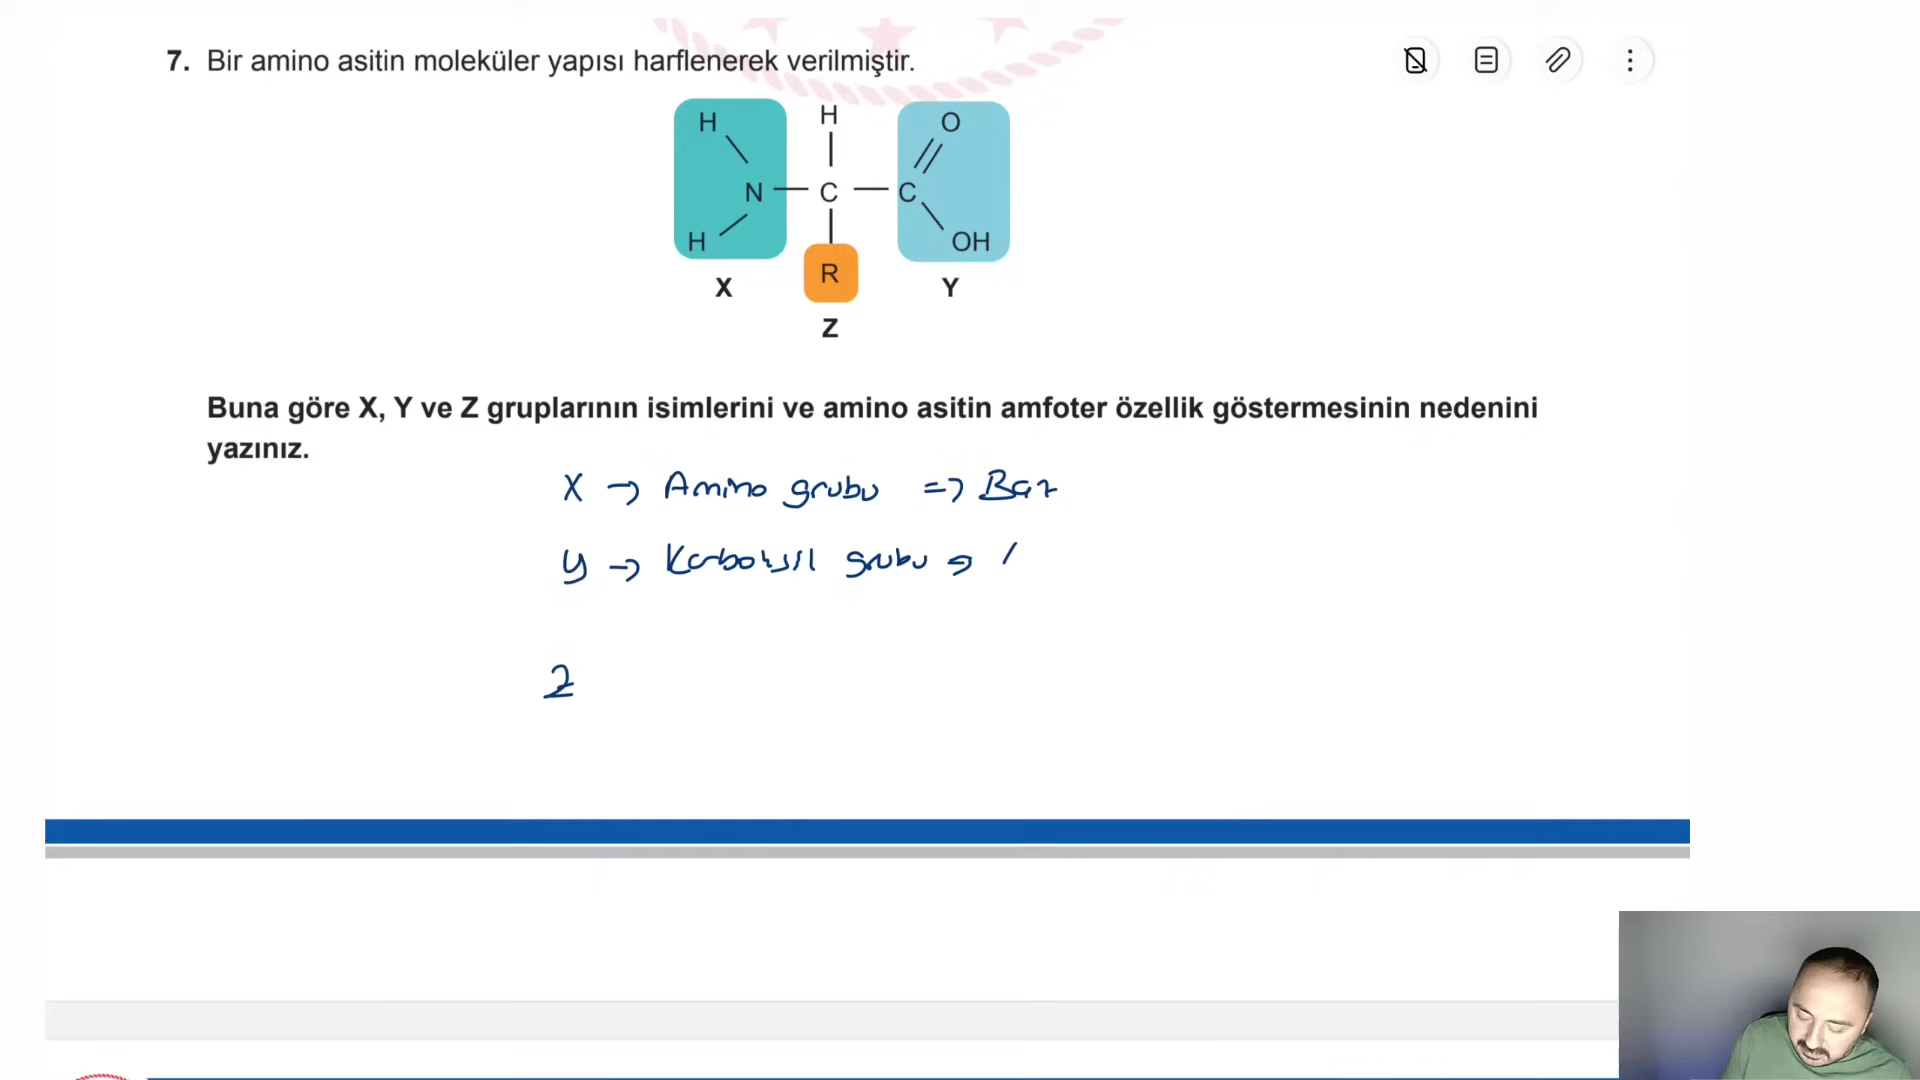 7. Bir amino asitin moleküler yapısı harflenerek verilmiştir.
H H O
N C C
H OH
R
X Y
Z
Buna göre X, Y ve Z gruplarının isimlerini ve amino asitin amfoter özellik göstermesinin nedenini
yazınız.
X → Amino grubu => Baz
Y → Karboksil grubu =>
Z